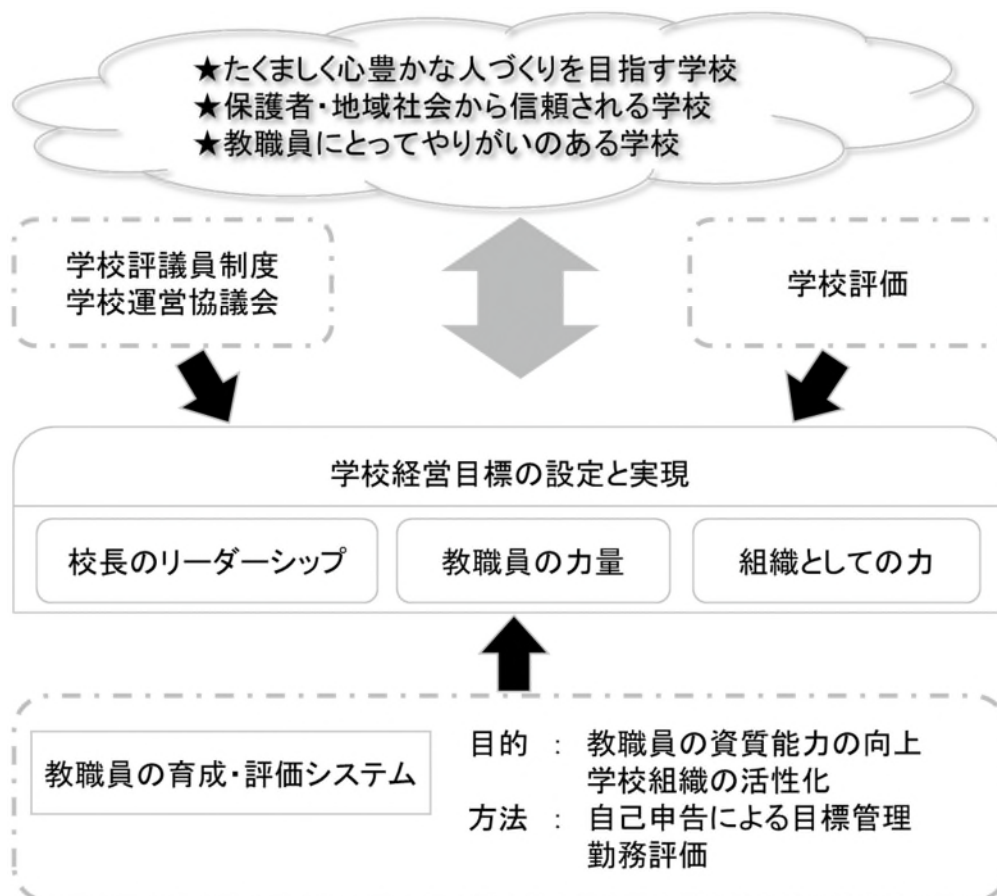 ★たくましく心豊かな人づくりを目指す学校
★保護者・地域社会から信頼される学校
★教職員にとってやりがいのある学校
学校評議員制度
学校運営協議会
学校評価
学校経営目標の設定と実現
校長のリーダーシップ
教職員の力量
組織としての力
教職員の育成・評価システム
目的 : 教職員の資質能力の向上
学校組織の活性化
方法 : 自己申告による目標管理
勤務評価